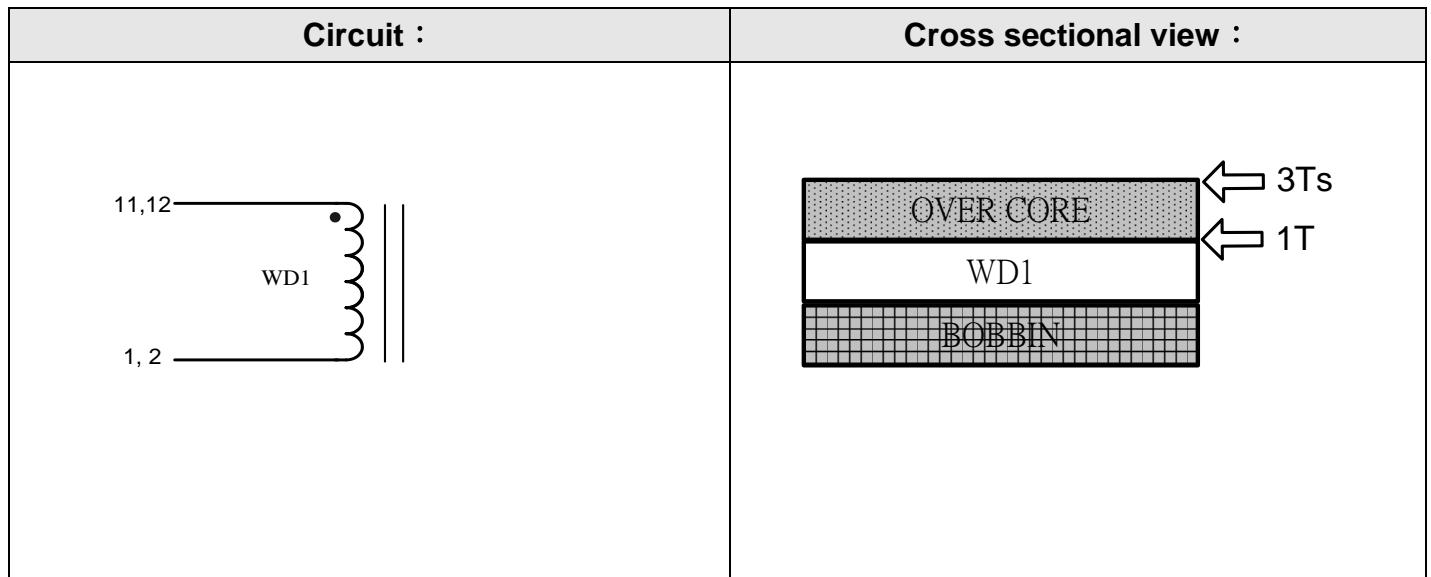 Circuit：
Cross sectional view：
11,12
WD1
1, 2
3Ts
OVER CORE
1T
WD1
BOBBIN